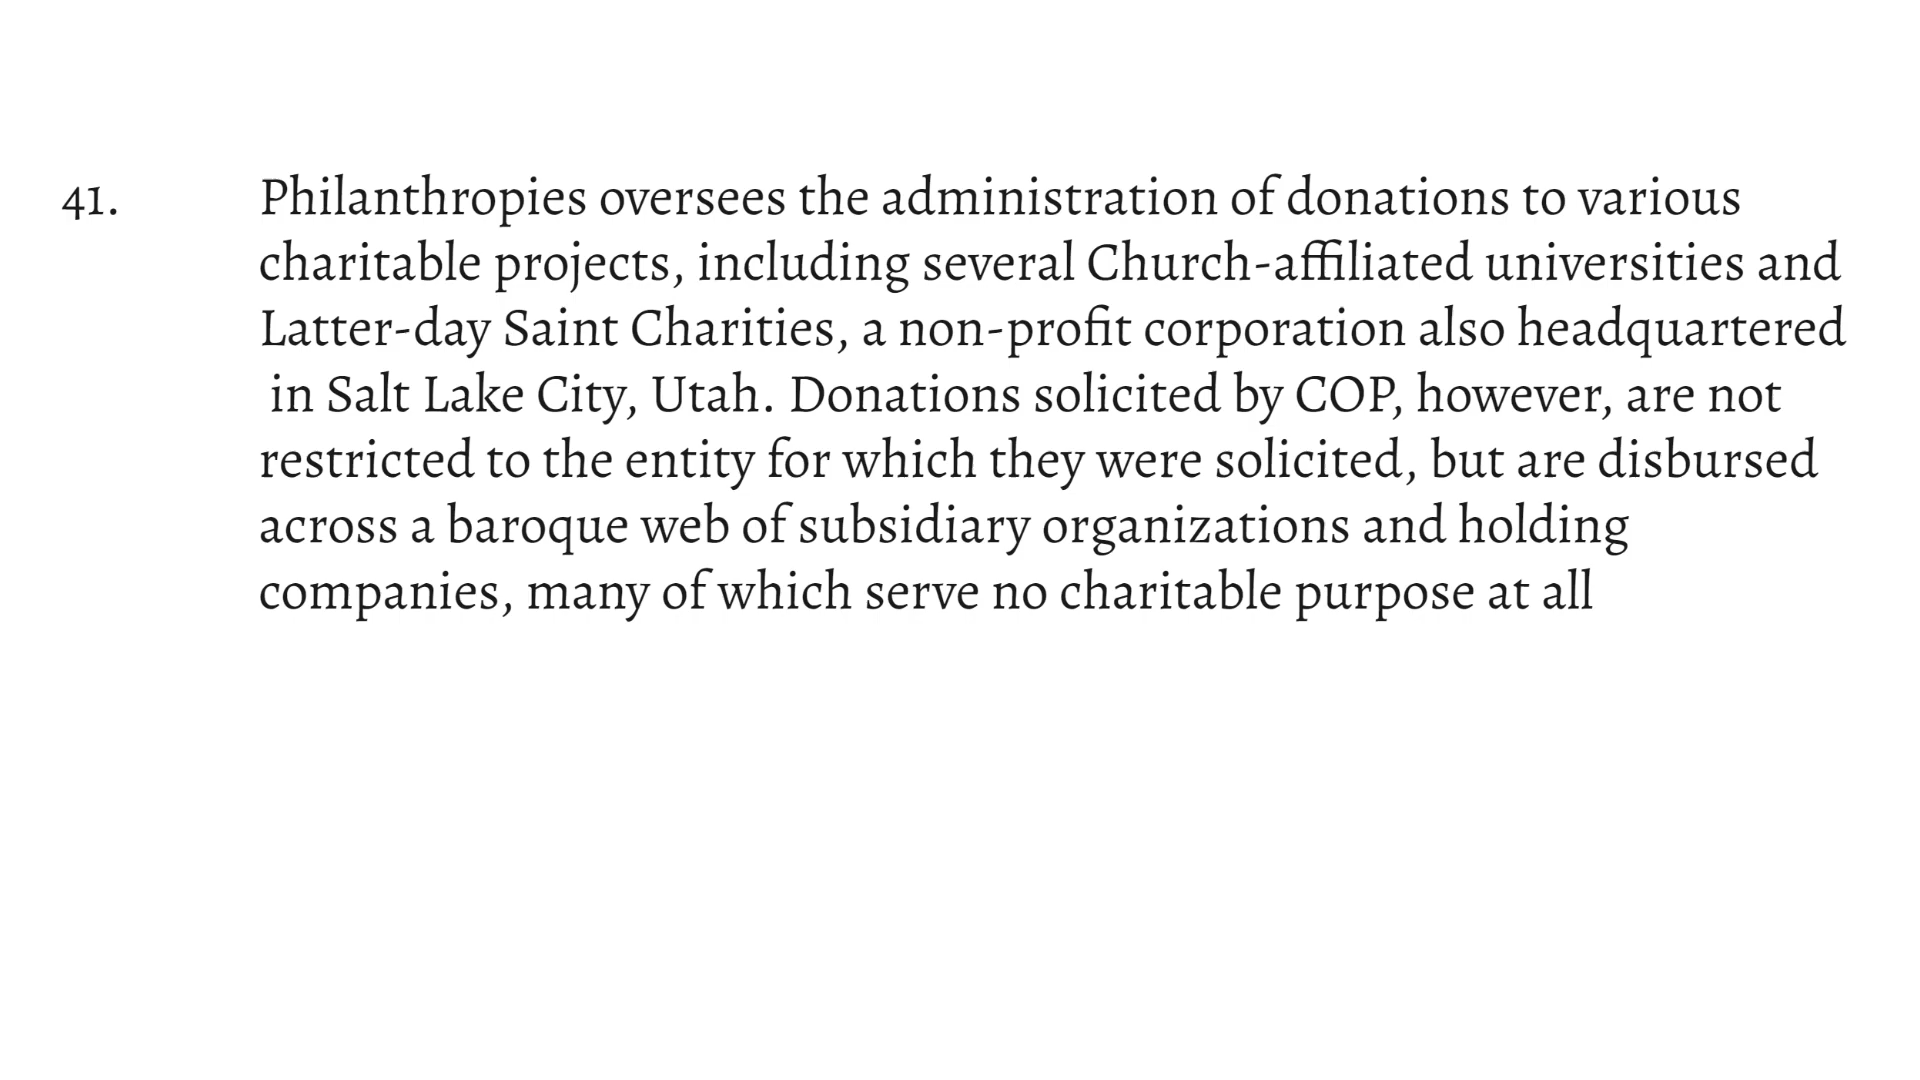 41. Philanthropies oversees the administration of donations to various
charitable projects, including several Church-affiliated universities and
Latter-day Saint Charities, a non-profit corporation also headquartered
in Salt Lake City, Utah. Donations solicited by COP, however, are not
restricted to the entity for which they were solicited, but are disbursed
across a baroque web of subsidiary organizations and holding
companies, many of which serve no charitable purpose at all